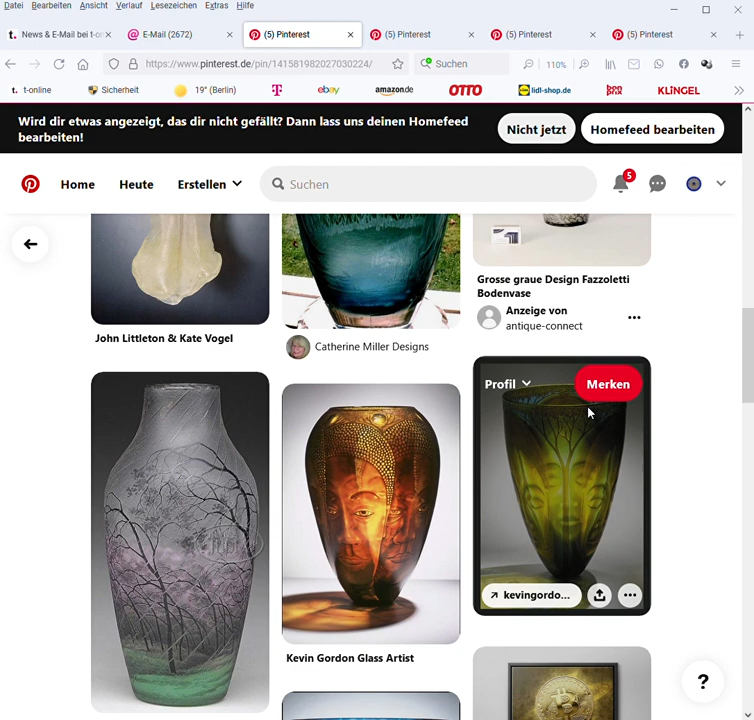 Datei Bearbeiten Ansicht Verlauf Lesezeichen Extras Hilfe
t. News & E-Mail bei t-on
E-Mail (2672)
(5) Pinterest
(5) Pinterest
(5) Pinterest
(5) Pinterest
https://www.pinterest.de/pin/141581982027030224/
Suchen
110%
t-online
Sicherheit
19° (Berlin)
T
ebay
amazon.de
OTTO
lidl-shop.de
bon prix
KLiNGEL
Wird dir etwas angezeigt, das dir nicht gefällt? Dann lass uns deinen Homefeed
bearbeiten!
Nicht jetzt
Homefeed bearbeiten
Home
Heute
Erstellen
Suchen
5
Grosse graue Design Fazzoletti
Bodenvase
Anzeige von
antique-connect
John Littleton & Kate Vogel
Catherine Miller Designs
Profil
Merken
kevingordo...
Kevin Gordon Glass Artist
?